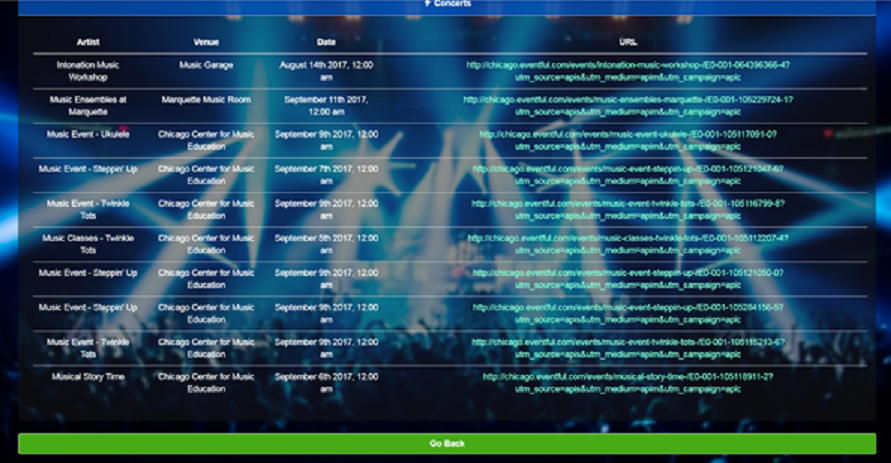 Concerts
Artist Venue Date URL
Intonation Music Workshop Music Garage August 14th 2017, 12:00 am http://chicago.eventful.com/events/intonation-music-workshop-/E0-001-064396366-4?utm_source=apis&utm_medium=apim&utm_campaign=apic
Music Ensembles at Marquette Marquette Music Room September 11th 2017, 12:00 am http://chicago.eventful.com/events/music-ensembles-marquette-/E0-001-105229724-1?utm_source=apis&utm_medium=apim&utm_campaign=apic
Music Event - Ukulele Chicago Center for Music Education September 9th 2017, 12:00 am http://chicago.eventful.com/events/music-event-ukulele-/E0-001-105117091-0?utm_source=apis&utm_medium=apim&utm_campaign=apic
Music Event - Steppin' Up Chicago Center for Music Education September 7th 2017, 12:00 am http://chicago.eventful.com/events/music-event-steppin-up-/E0-001-105121047-6?utm_source=apis&utm_medium=apim&utm_campaign=apic
Music Event - Twinkle Tots Chicago Center for Music Education September 9th 2017, 12:00 am http://chicago.eventful.com/events/music-event-twinkle-tots-/E0-001-105116799-8?utm_source=apis&utm_medium=apim&utm_campaign=apic
Music Classes - Twinkle Tots Chicago Center for Music Education September 5th 2017, 12:00 am http://chicago.eventful.com/events/music-classes-twinkle-tots-/E0-001-105112207-4?utm_source=apis&utm_medium=apim&utm_campaign=apic
Music Event - Steppin' Up Chicago Center for Music Education September 9th 2017, 12:00 am http://chicago.eventful.com/events/music-event-steppin-up-/E0-001-105121050-0?utm_source=apis&utm_medium=apim&utm_campaign=apic
Music Event - Steppin' Up Chicago Center for Music Education September 9th 2017, 12:00 am http://chicago.eventful.com/events/music-event-steppin-up-/E0-001-105284156-5?utm_source=apis&utm_medium=apim&utm_campaign=apic
Music Event - Twinkle Tots Chicago Center for Music Education September 9th 2017, 12:00 am http://chicago.eventful.com/events/music-event-twinkle-tots-/E0-001-105115213-6?utm_source=apis&utm_medium=apim&utm_campaign=apic
Musical Story Time Chicago Center for Music Education September 6th 2017, 12:00 am http://chicago.eventful.com/events/musical-story-time-/E0-001-105118911-2?utm_source=apis&utm_medium=apim&utm_campaign=apic
Go Back